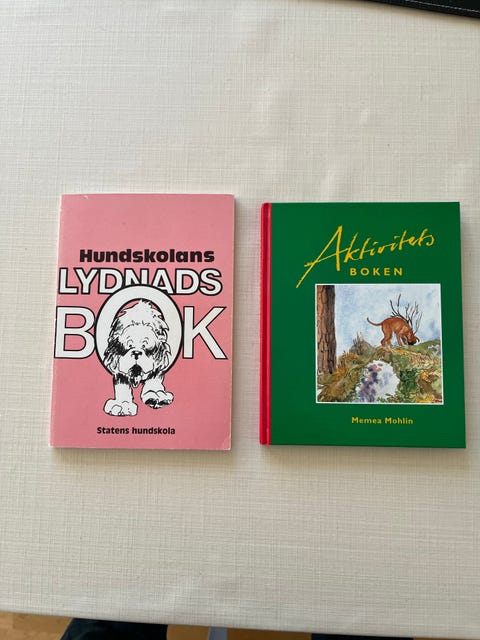 Hundskolans
LYDNADS
BOK
Statens hundskola
Aktivitets
BOKEN
Memea Mohlin